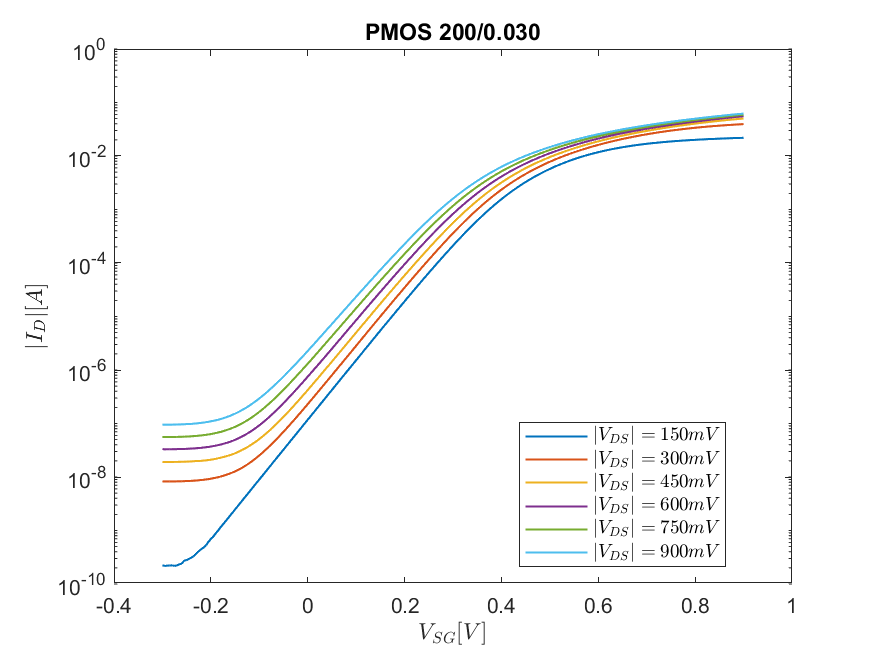 PMOS 200/0.030
10^0
10^-2
10^-4
10^-6
10^-8
10^-10
|I_D|[A]
-0.4 -0.2 0 0.2 0.4 0.6 0.8 1
V_SG[V]
|V_DS| = 150mV
|V_DS| = 300mV
|V_DS| = 450mV
|V_DS| = 600mV
|V_DS| = 750mV
|V_DS| = 900mV